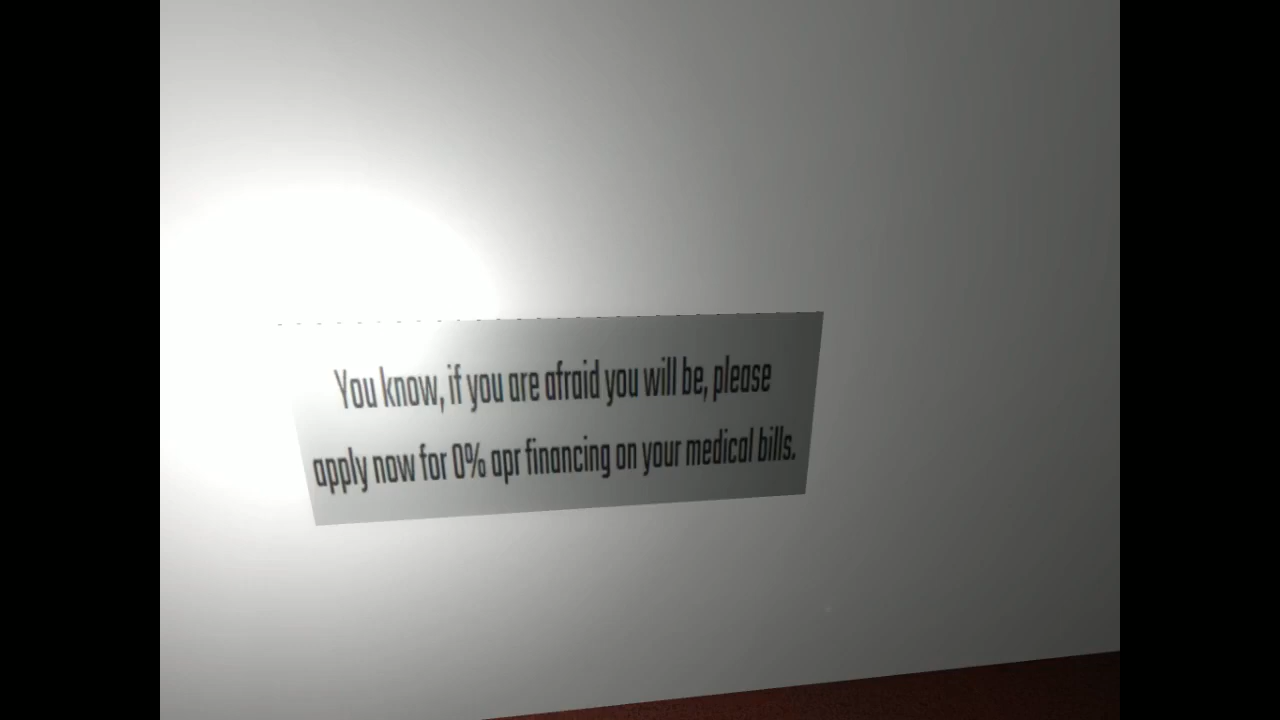 You know, if you are afraid you will be, please
apply now for 0% apr financing on your medical bills.